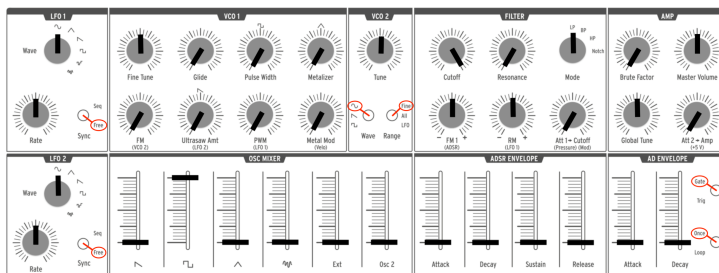 LFO 1
VCO 1
VCO 2
FILTER
AMP
LP
BP
HP
Notch
Wave
Fine Tune
Glide
Pulse Width
Metalizer
Tune
Cutoff
Resonance
Mode
Brute Factor
Master Volume
Seq
Free
Rate
Sync
FM
(VCO 2)
Ultrasaw Amt
(LFO 2)
PWM
(LFO 1)
Metal Mod
(Velo)
Wave
Range
Fine
All
LFO
- +
FM 1
(ADSR)
- +
RM
(LFO 1)
Att 1→Cutoff
(Pressure) (Mod)
Global Tune
Att 2→Amp
(+5 V)
LFO 2
OSC MIXER
ADSR ENVELOPE
AD ENVELOPE
Wave
Seq
Free
Rate
Sync
Ext
Osc 2
Attack
Decay
Sustain
Release
Attack
Decay
Gate
Trig
Once
Loop